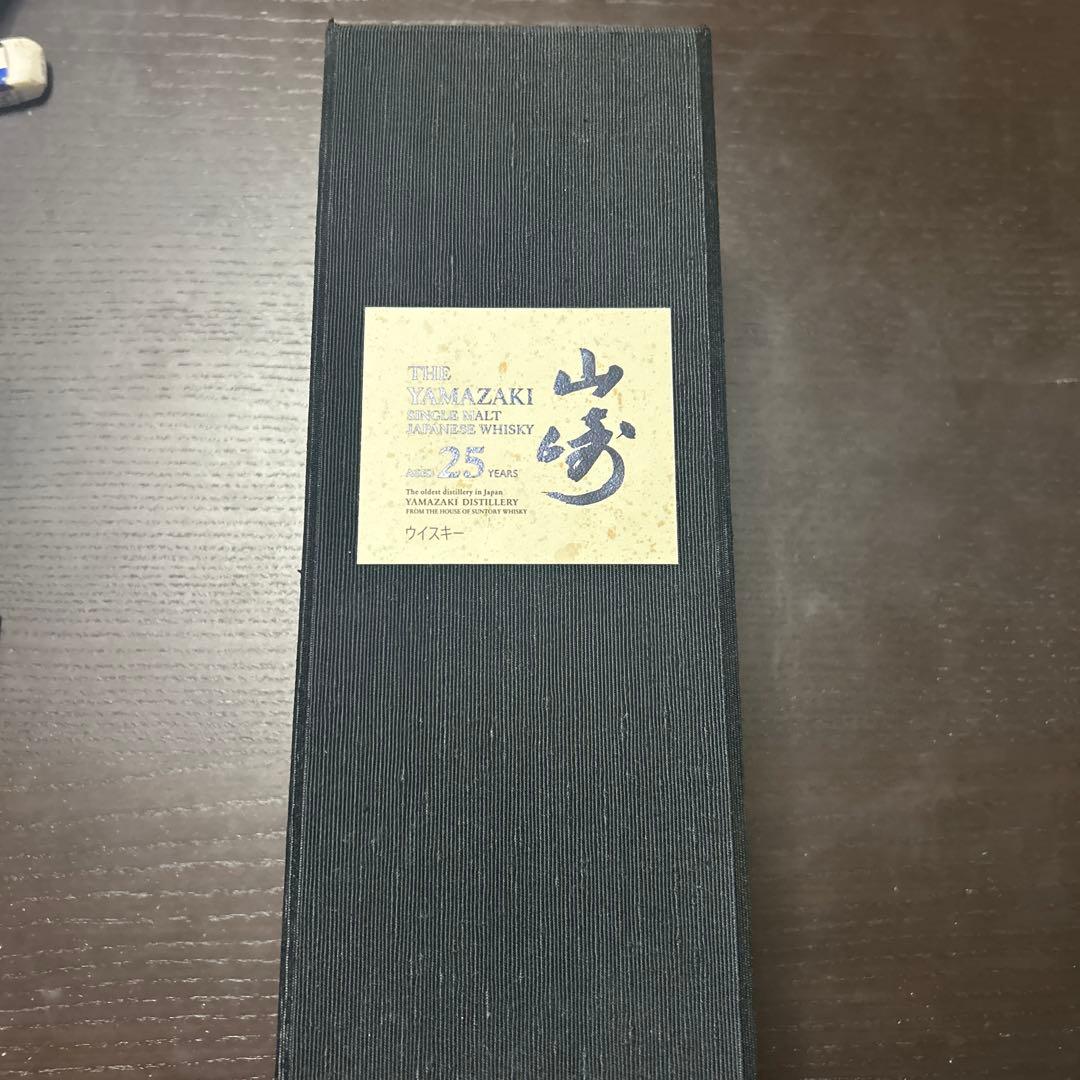 THE
YAMAZAKI
SINGLE MALT
JAPANESE WHISKY
AGED 25 YEARS
The oldest distillery in Japan
YAMAZAKI DISTILLERY
FROM THE HOUSE OF SUNTORY WHISKY
ウイスキー
山崎